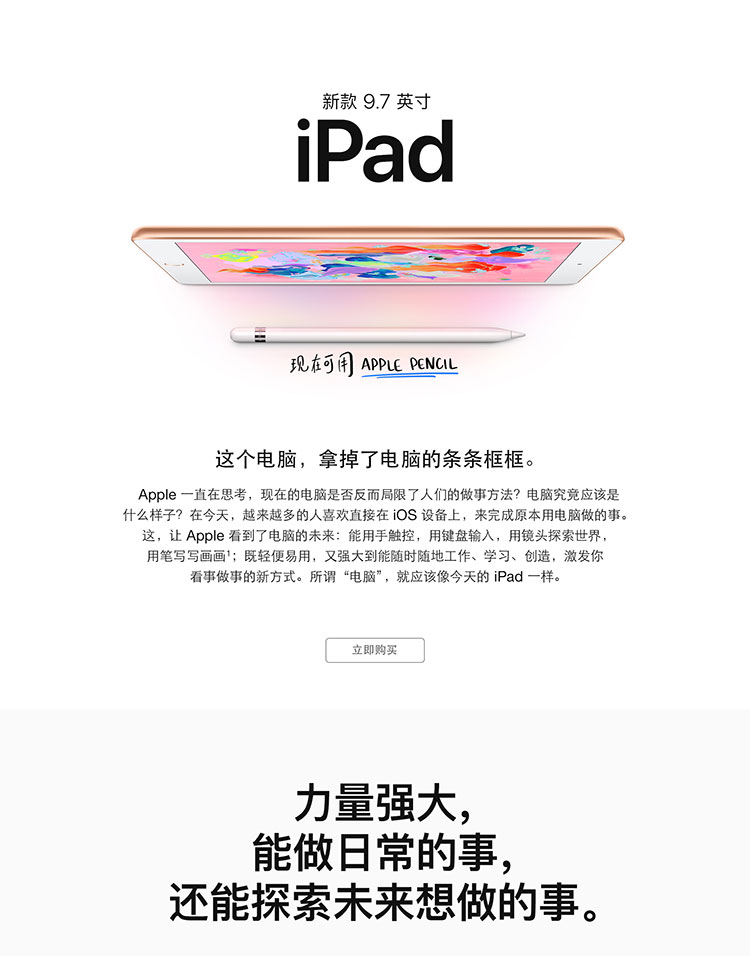 新款 9.7 英寸
iPad
现在可用 APPLE PENCIL
这个电脑，拿掉了电脑的条条框框。
Apple 一直在思考，现在的电脑是否反而局限了人们的做事方法？电脑究竟应该是
什么样子？在今天，越来越多的人喜欢直接在 iOS 设备上，来完成原本用电脑做的事。
这，让 Apple 看到了电脑的未来：能用手触控，用键盘输入，用镜头探索世界，
用笔写写画画¹；既轻便易用，又强大到能随时随地工作、学习、创造，激发你
看事做事的新方式。所谓“电脑”，就应该像今天的 iPad 一样。
立即购买
力量强大，
能做日常的事，
还能探索未来想做的事。